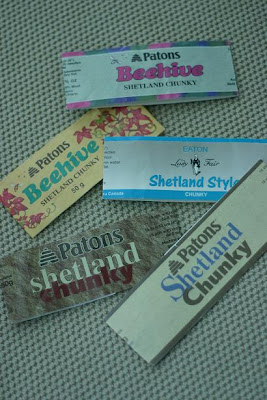 Patons
Beehive
SHETLAND CHUNKY
Patons
Beehive
SHETLAND CHUNKY
50 g
EATON
Shetland Style
CHUNKY
Patons
shetland
chunky
50g
Patons
Shetland
Chunky